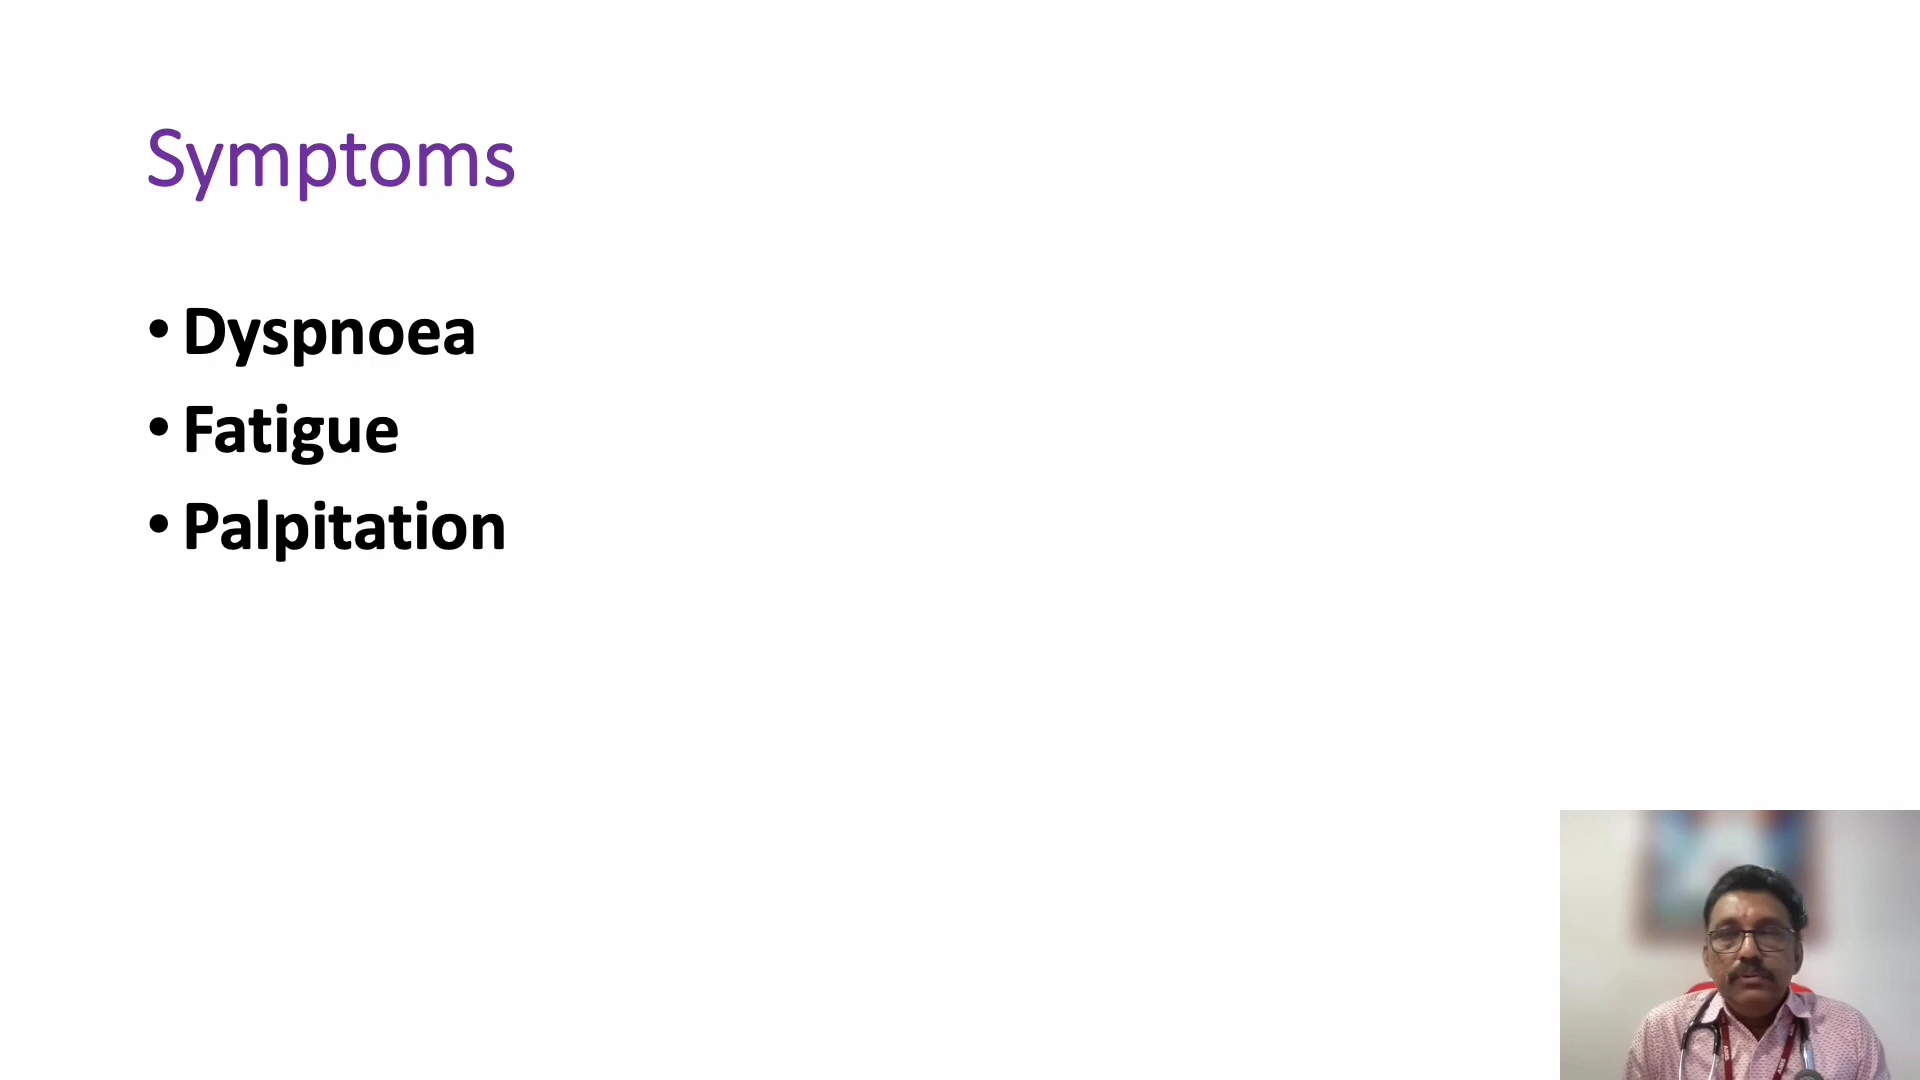 Symptoms
• Dyspnoea
• Fatigue
• Palpitation